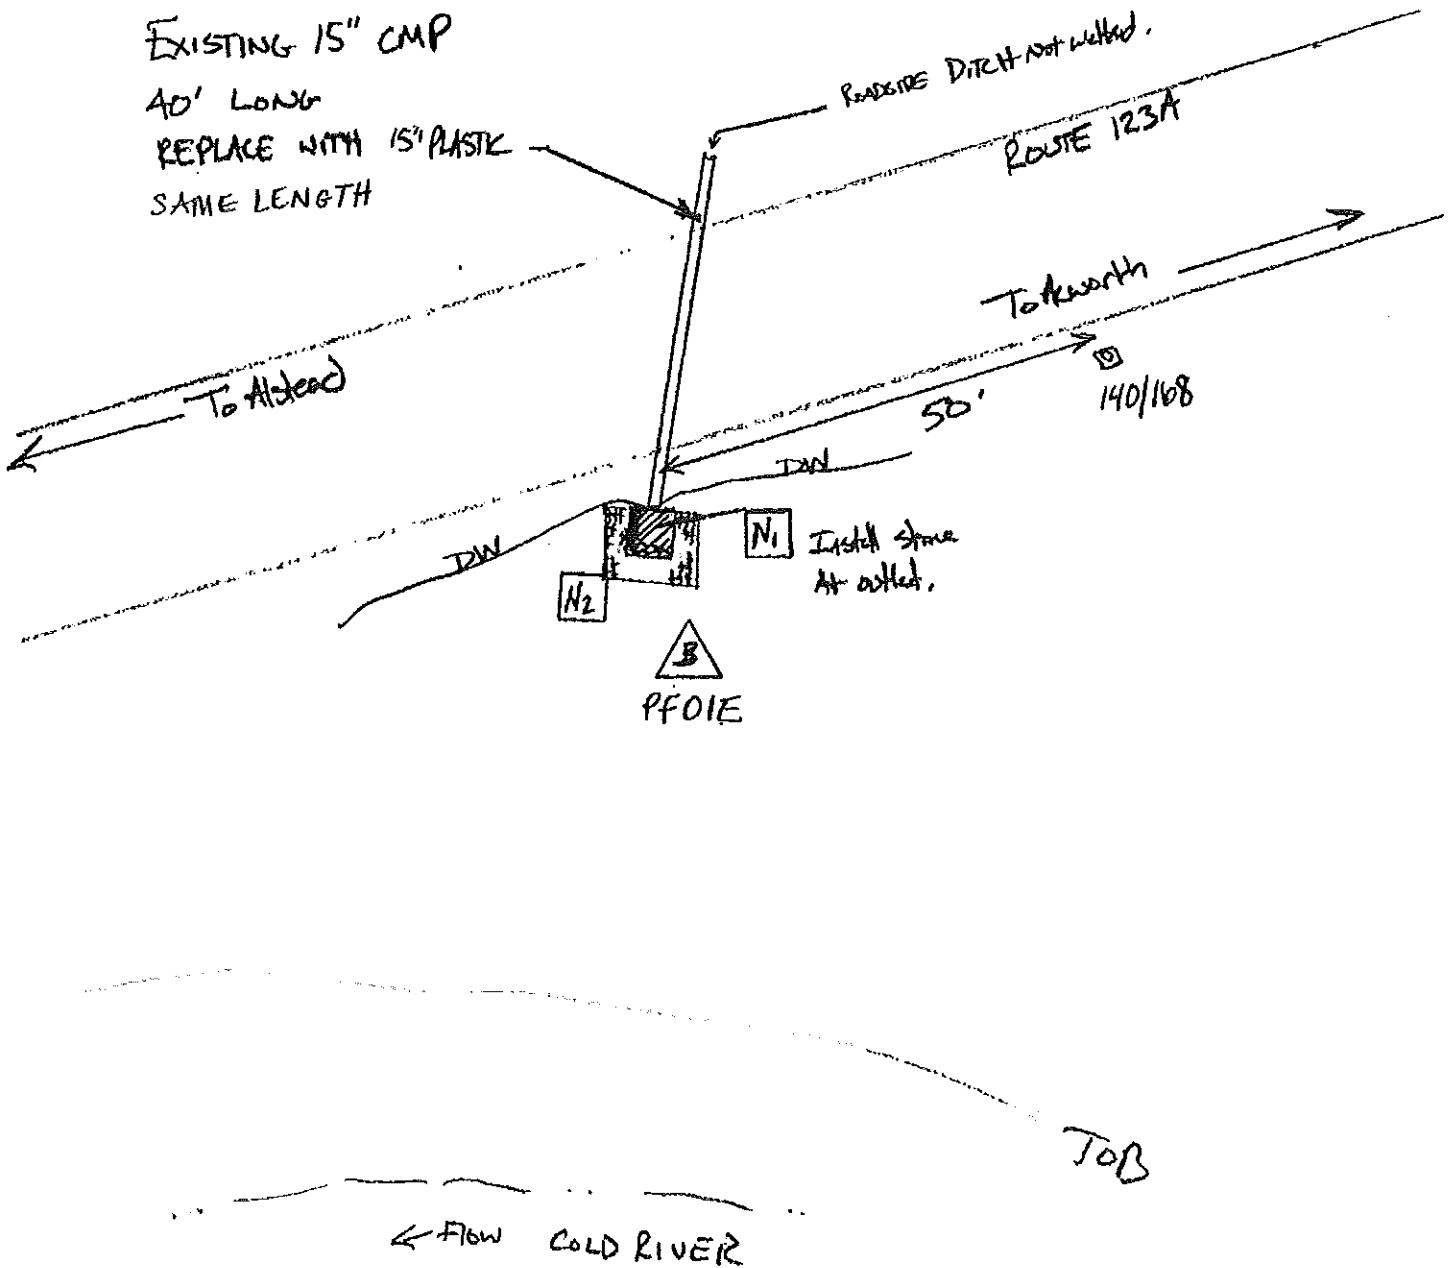 EXISTING 15" CMP
40' LONG
REPLACE WITH 15" PLASTIC
SAME LENGTH
ROADSIDE DITCH Not wetland.
ROUTE 123A
To Acworth
To Alstead
50'
140/168
DW
DW
N1
Install stone
At outlet.
N2
B
PFO1E
TOB
← Flow COLD RIVER